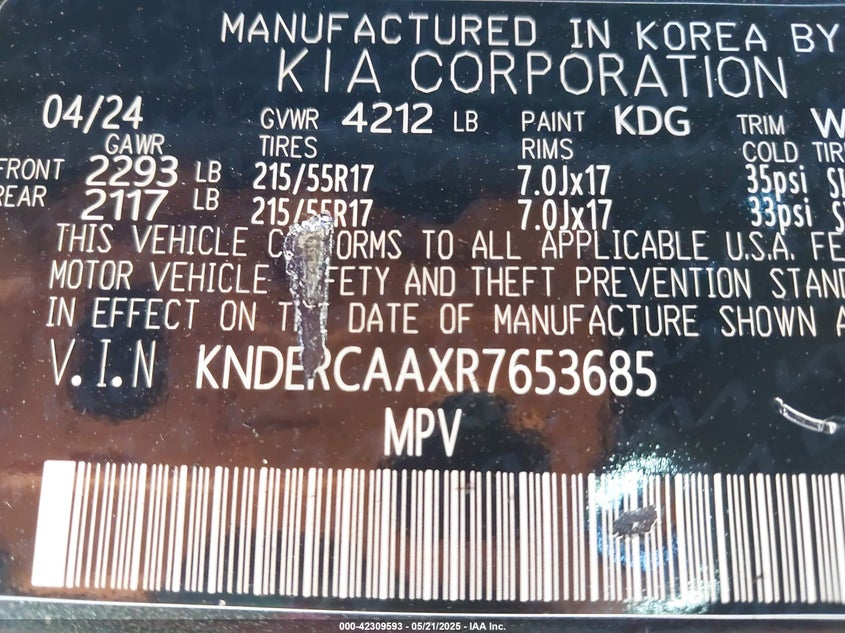 MANUFACTURED IN KOREA BY
KIA CORPORATION
04/24 GVWR 4212 LB PAINT KDG TRIM
GAWR TIRES RIMS COLD
FRONT 2293 LB 215/55R17 7.0Jx17 35psi
REAR 2117 LB 215/55R17 7.0Jx17 33psi
THIS VEHICLE CONFORMS TO ALL APPLICABLE U.S.A.
MOTOR VEHICLE SAFETY AND THEFT PREVENTION
IN EFFECT ON THE DATE OF MANUFACTURE SHOWN
V.I.N KNDERCAAXR7653685
MPV
000-42309593 - 05/21/2025 - IAA Inc.